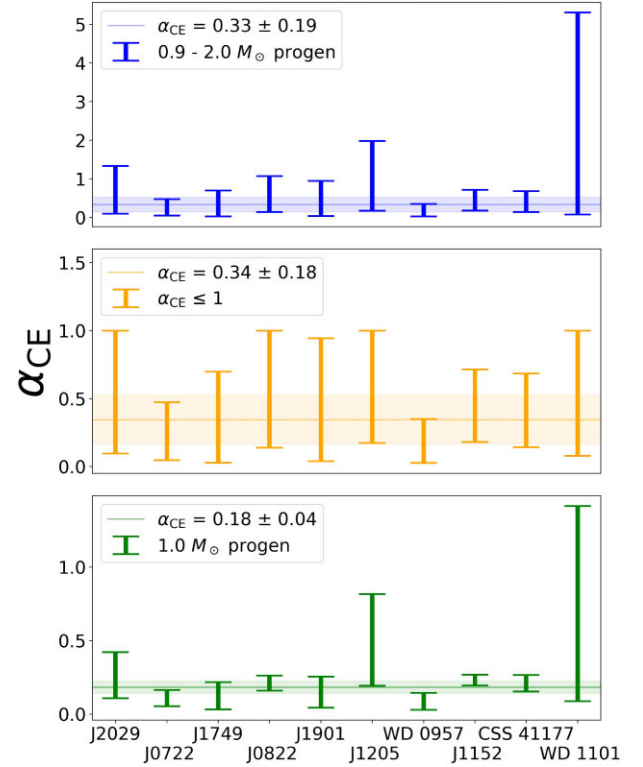 α_CE = 0.33 ± 0.19
0.9 - 2.0 M_⊙ progen
5
4
3
2
1
0
α_CE = 0.34 ± 0.18
α_CE ≤ 1
1.5
1.0
0.5
0.0
α_CE
α_CE = 0.18 ± 0.04
1.0 M_⊙ progen
1.0
0.5
0.0
J2029 J1749 J1901 WD 0957 CSS 41177
J0722 J0822 J1205 J1152 WD 1101